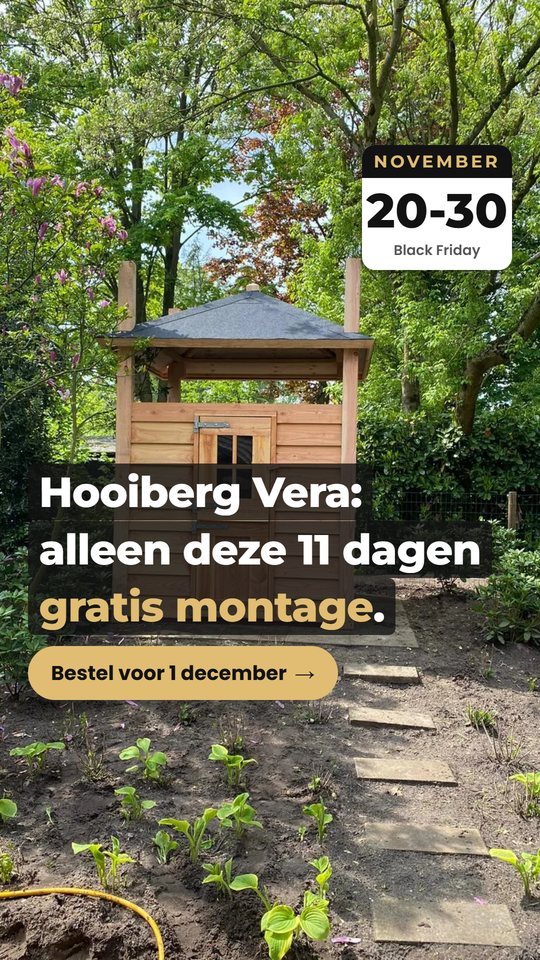 NOVEMBER
20-30
Black Friday
Hooiberg Vera:
alleen deze 11 dagen
gratis montage.
Bestel voor 1 december →